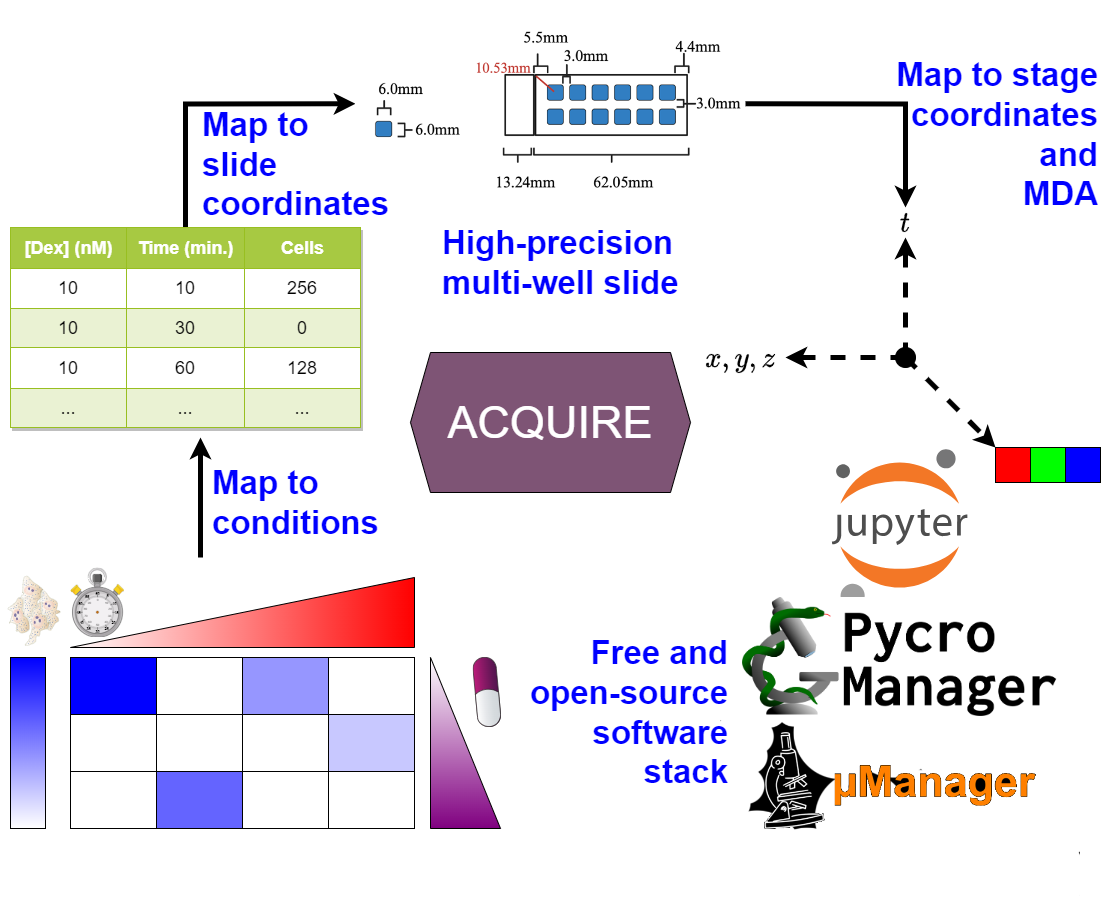 5.5mm
4.4mm
3.0mm
10.53mm
6.0mm
3.0mm
6.0mm
13.24mm
62.05mm
Map to
slide
coordinates
Map to stage
coordinates
and
MDA
t
[Dex] (nM) Time (min.) Cells
10 10 256
10 30 0
10 60 128
... ... ...
High-precision
multi-well slide
x, y, z
ACQUIRE
Map to
conditions
jupyter
Pycro
Manager
Free and
open-source
software
stack
µManager